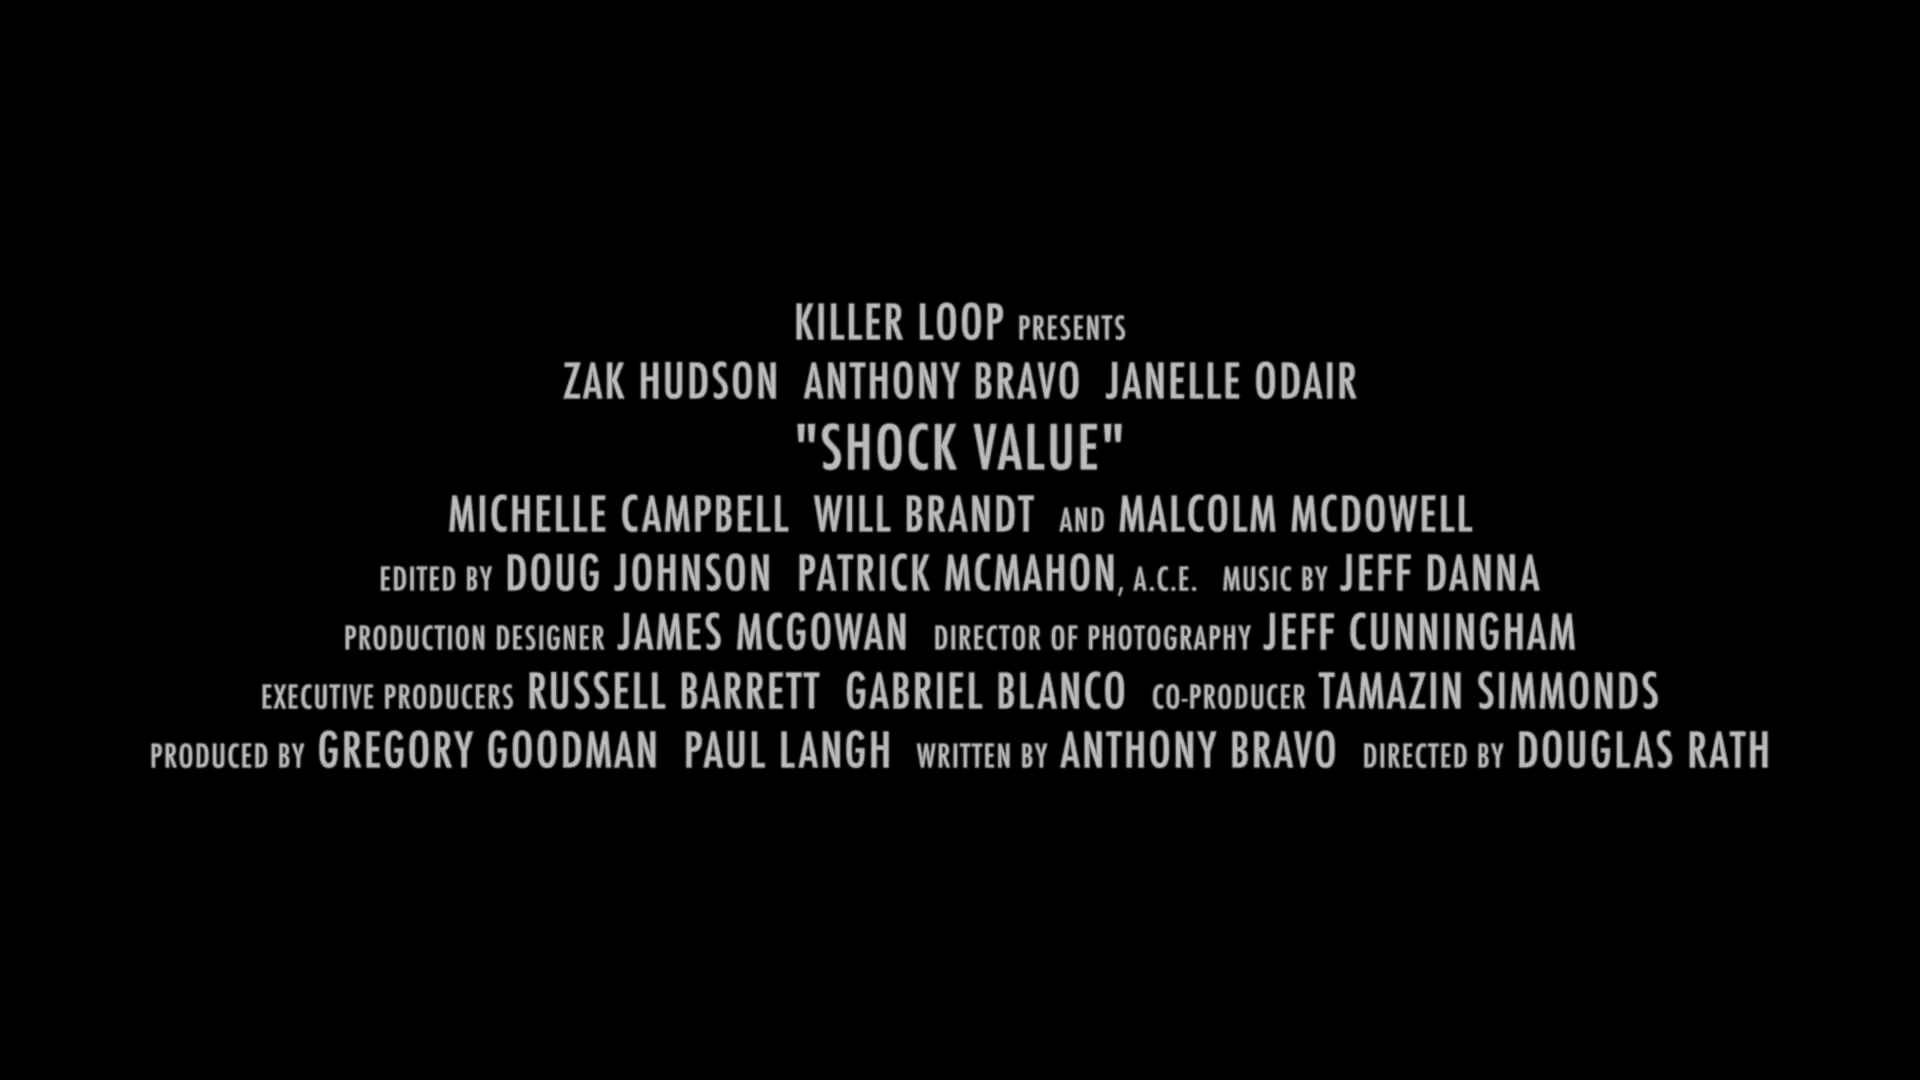 KILLER LOOP PRESENTS
ZAK HUDSON ANTHONY BRAVO JANELLE ODAIR
"SHOCK VALUE"
MICHELLE CAMPBELL WILL BRANDT AND MALCOLM MCDOWELL
EDITED BY DOUG JOHNSON PATRICK MCMAHON, A.C.E. MUSIC BY JEFF DANNA
PRODUCTION DESIGNER JAMES MCGOWAN DIRECTOR OF PHOTOGRAPHY JEFF CUNNINGHAM
EXECUTIVE PRODUCERS RUSSELL BARRETT GABRIEL BLANCO CO-PRODUCER TAMAZIN SIMMONDS
PRODUCED BY GREGORY GOODMAN PAUL LANGH WRITTEN BY ANTHONY BRAVO DIRECTED BY DOUGLAS RATH